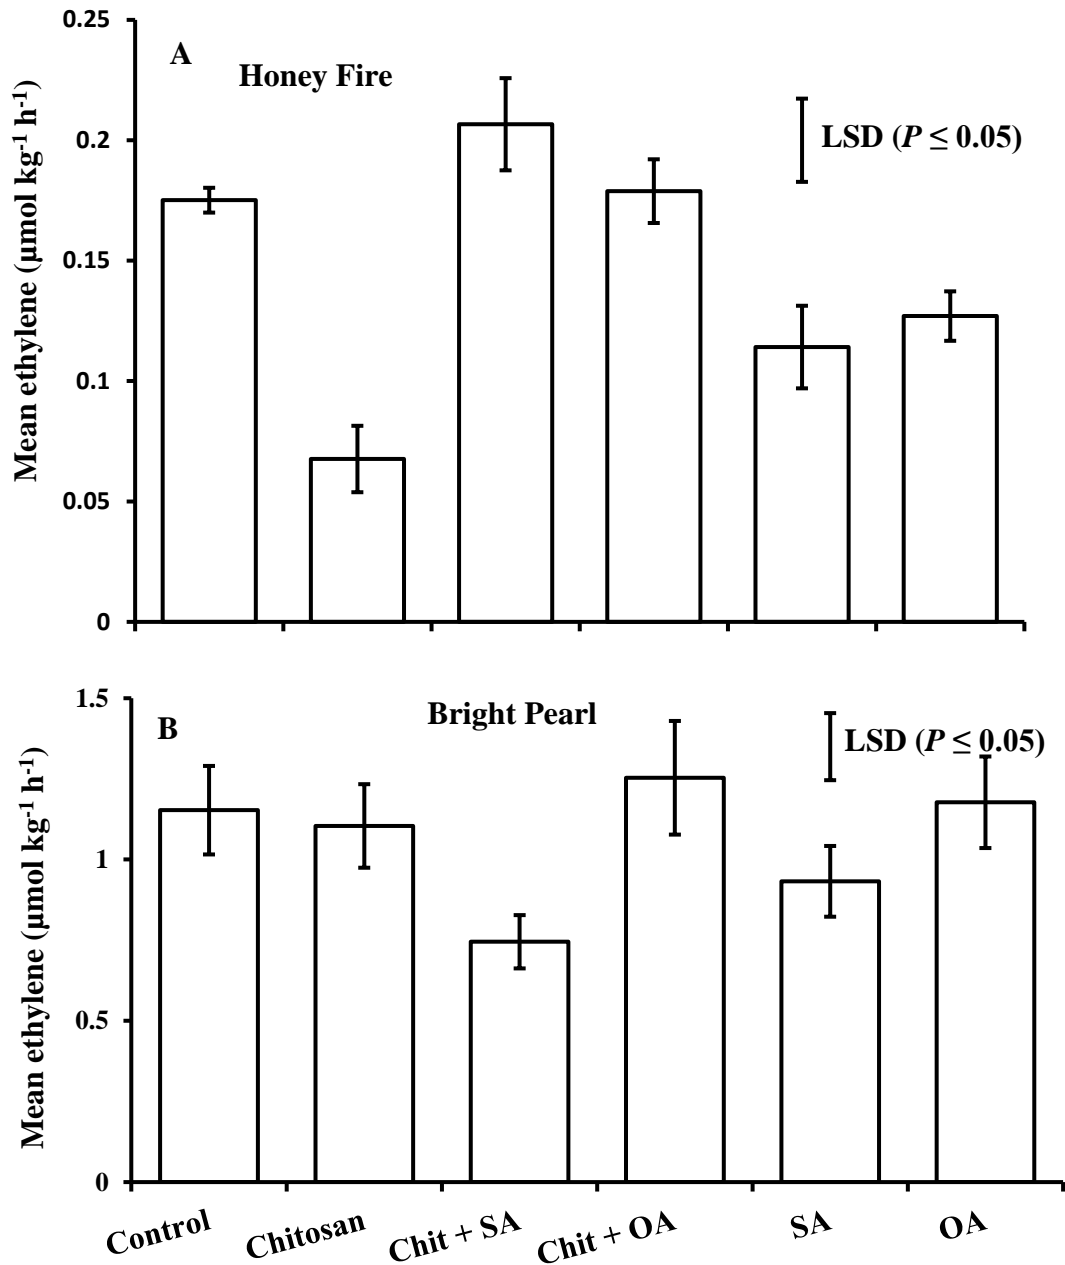 0.25
A
Honey Fire
0.2
LSD (P ≤ 0.05)
0.15
0.1
0.05
0
Mean ethylene (µmol kg-1 h-1)
1.5
B
Bright Pearl
LSD (P ≤ 0.05)
1
0.5
0
Mean ethylene (µmol kg-1 h-1)
Control
Chitosan
Chit + SA
Chit + OA
SA
OA